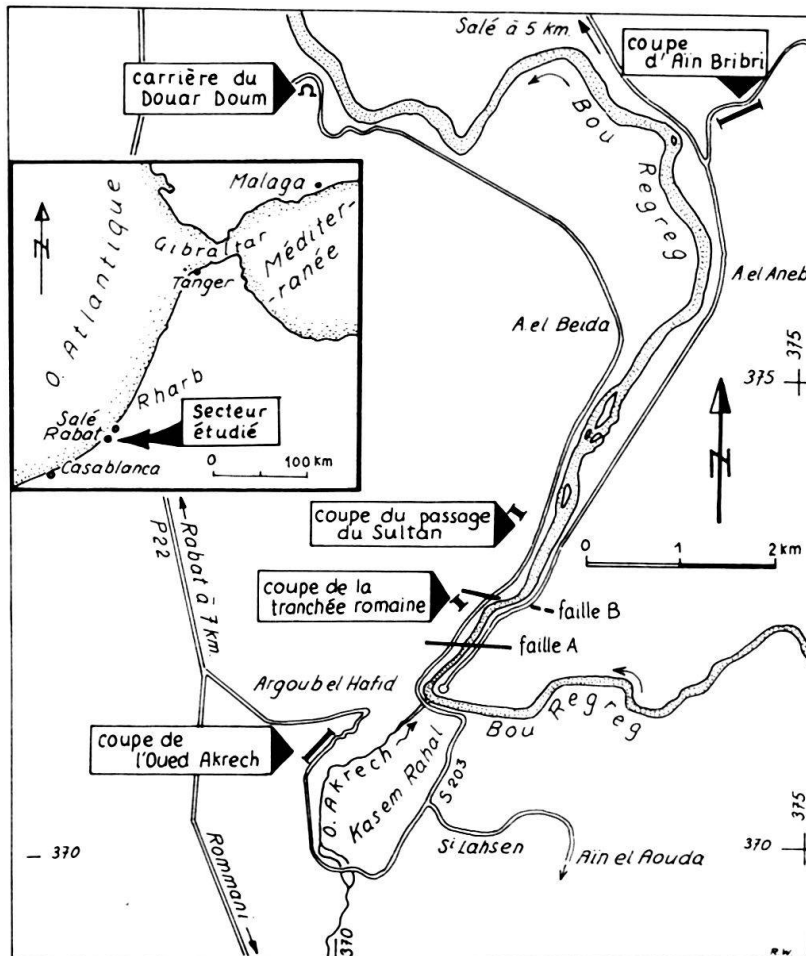 Salé à 5 km.
coupe
d'Aïn Bribri
carrière du
Douar Doum
Bou
Regreg
N
O. Atlantique
Malaga
Gibraltar
Tanger
Méditer-
-ranée
Rharb
Salé
Rabat
Casablanca
Secteur
étudié
0 100 km
A. el Beida
A. el Aneb
375
375
N
0 1 2 km
coupe du passage
du Sultan
P22
Rabat à 7 km.
coupe de la
tranchée romaine
faille B
faille A
Argoub el Hafid
coupe de
l'Oued Akrech
O. Akrech
Kasem Rahal
S 203
Bou Regreg
Si Lahsen
Aïn el Aouda
370
370
375
370
Rommani
R.W